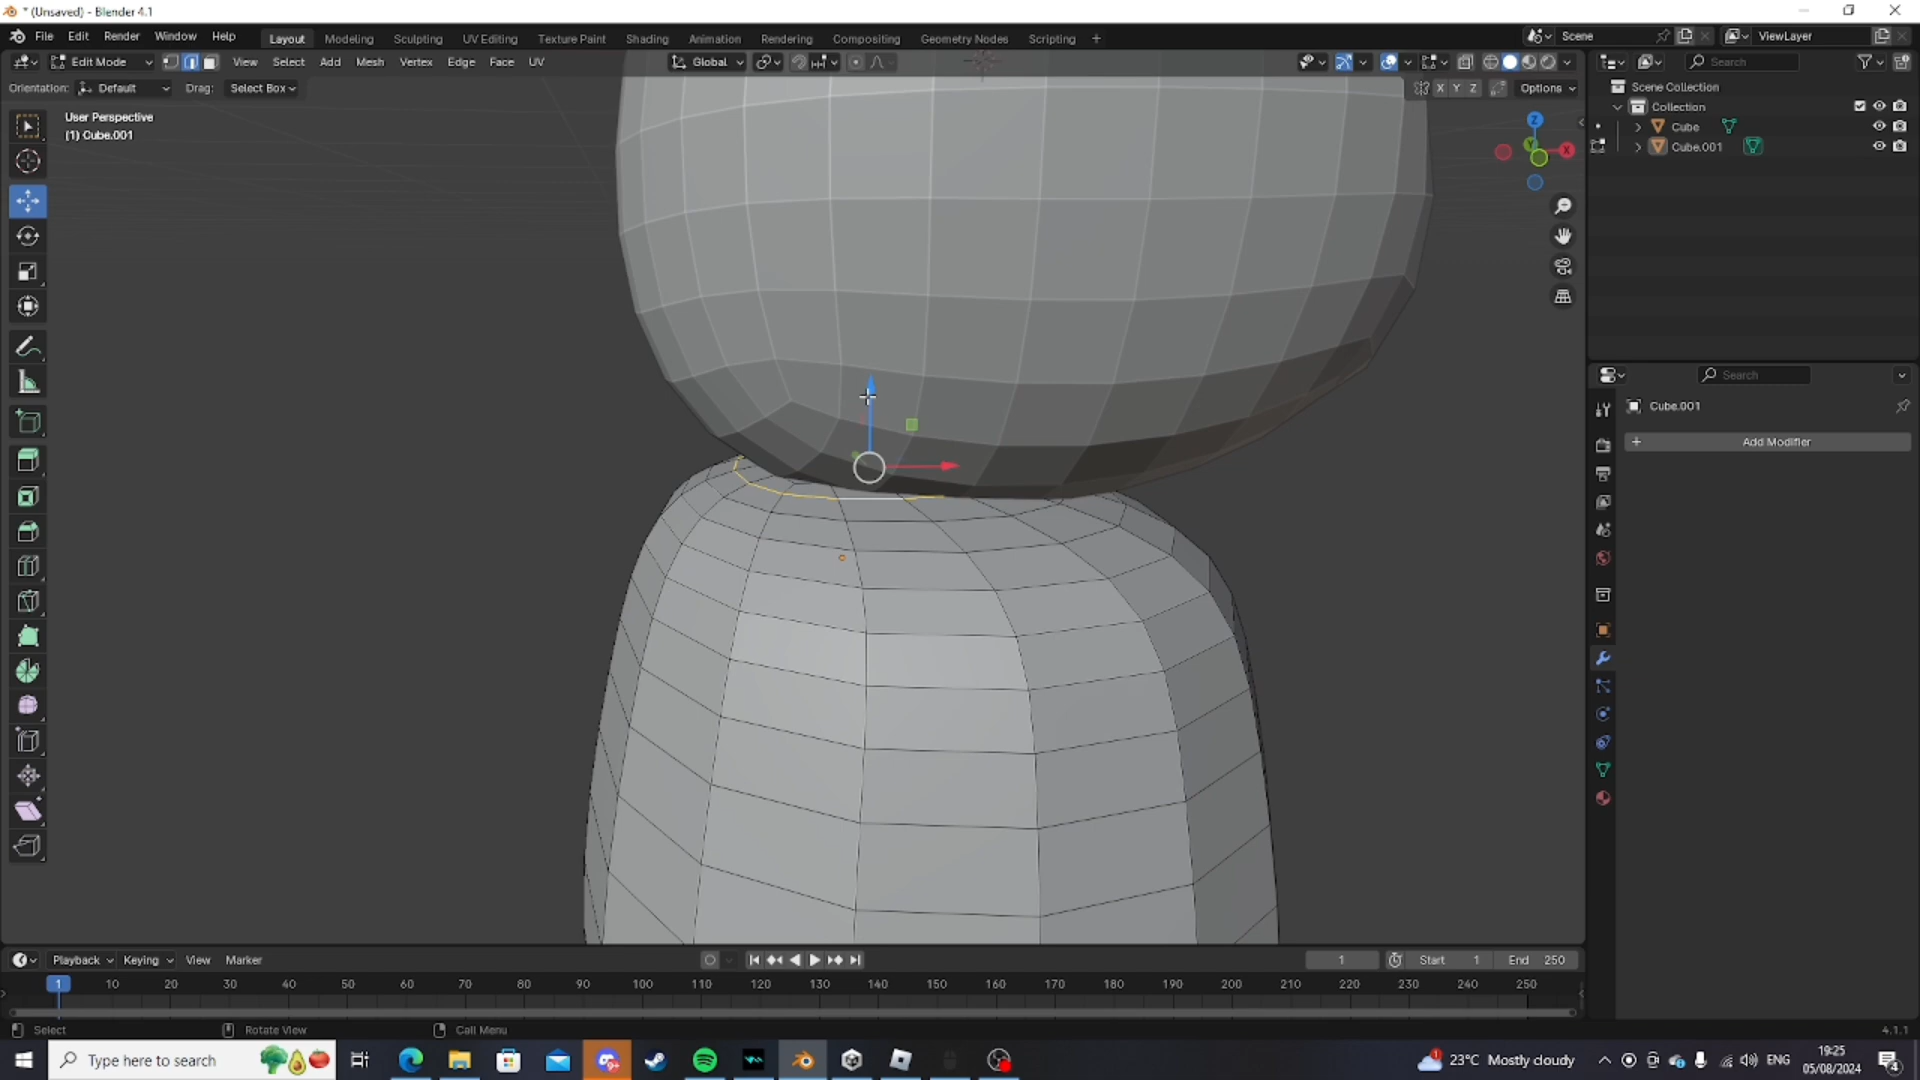 * (Unsaved) - Blender 4.1
File Edit Render Window Help
Layout Modeling Sculpting UV Editing Texture Paint Shading Animation Rendering Compositing Geometry Nodes Scripting +
Scene ViewLayer
Edit Mode View Select Add Mesh Vertex Edge Face UV
Global
Search
Orientation: Default Drag: Select Box
X Y Z Options
Scene Collection
Collection
Cube
Cube.001
User Perspective
(1) Cube.001
Z
X
Y
Search
Cube.001
+ Add Modifier
Playback Keying View Marker
1 Start 1 End 250
1 10 20 30 40 50 60 70 80 90 100 110 120 130 140 150 160 170 180 190 200 210 220 230 240 250
Select Rotate View Call Menu
4.1.1
Type here to search
1 23°C Mostly cloudy
ENG
19:25
05/08/2024
4